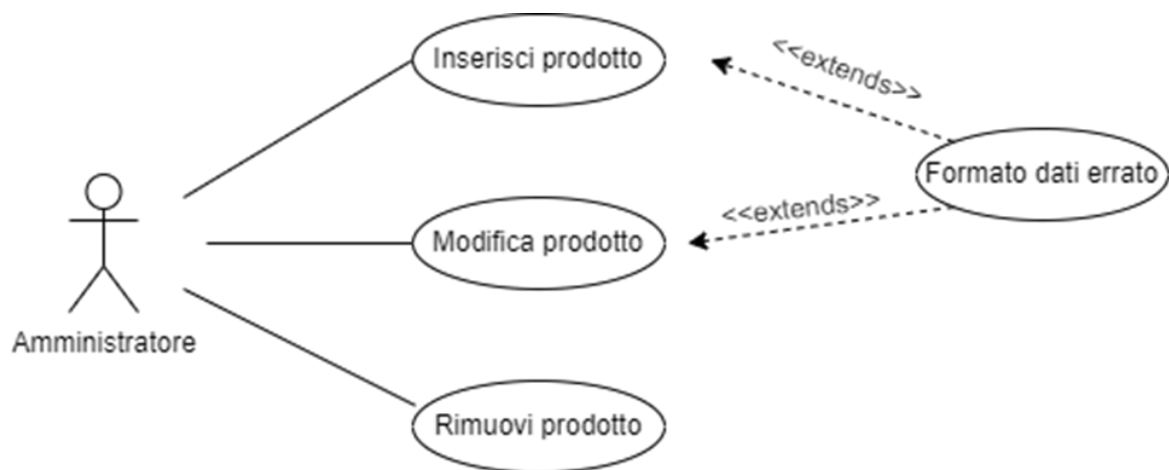 Inserisci prodotto
<<extends>>
Formato dati errato
<<extends>>
Modifica prodotto
Amministratore
Rimuovi prodotto